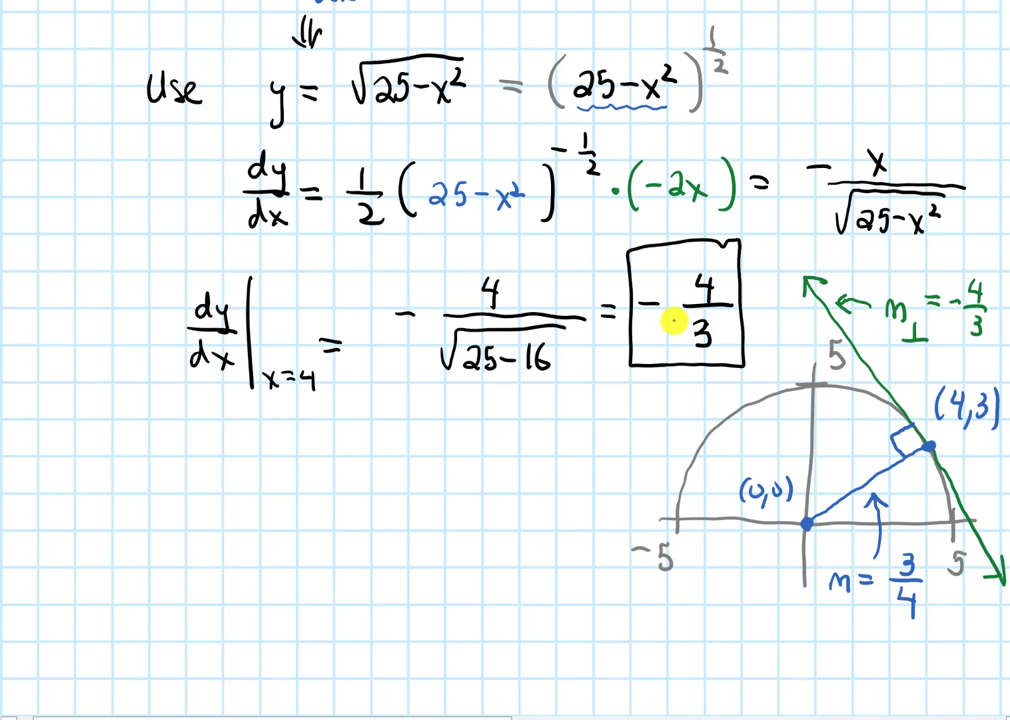 Use y = √(25-x²) = (25-x²)^(1/2)
dy/dx = 1/2 (25-x²)^(-1/2) · (-2x) = - x/√(25-x²)
dy/dx |x=4 = - 4/√(25-16) = - 4/3
m⊥ = - 4/3
5
(4,3)
(0,0)
-5
5
m = 3/4